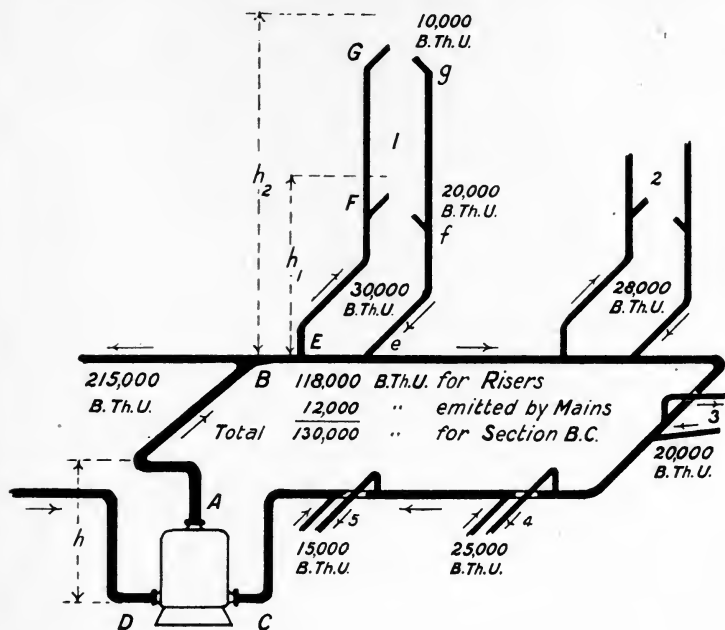 10,000
B.Th.U.
G
g
h2
1
F
20,000
B.Th.U.
f
2
h1
30,000
B.Th.U.
28,000
B.Th.U.
E
e
215,000
B.Th.U.
B
118,000 B.Th.U. for Risers
12,000 " emitted by Mains
Total 130,000 " for Section B.C.
3
20,000
B.Th.U.
A
h
5
4
15,000
B.Th.U.
25,000
B.Th.U.
D
C